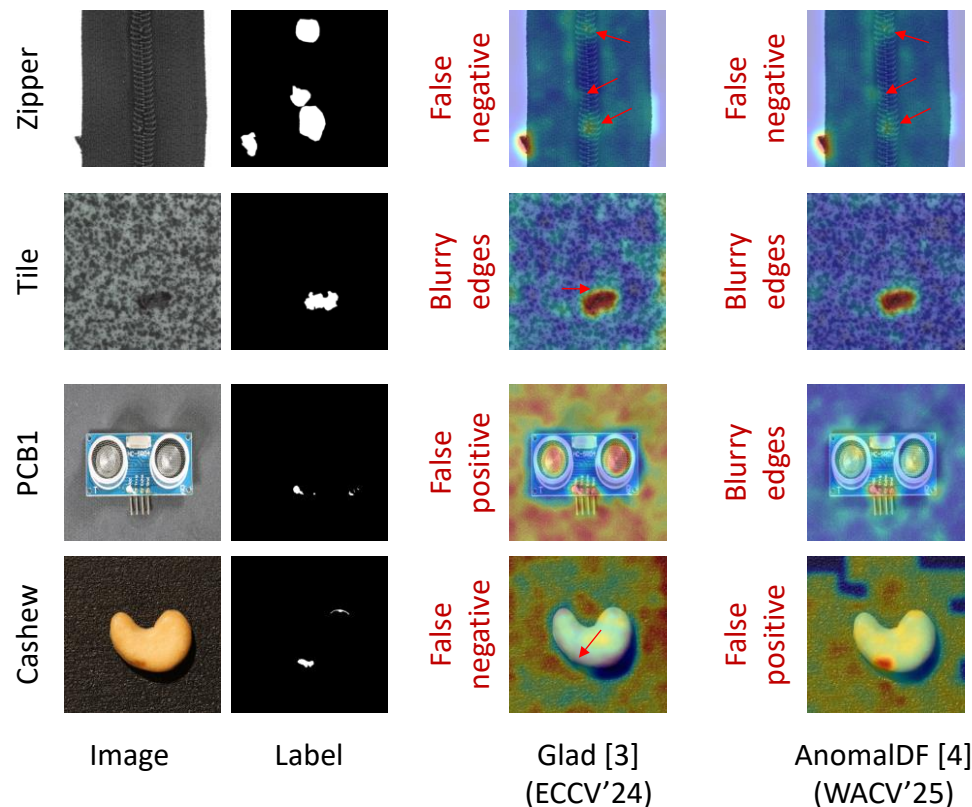 Zipper
False
negative
False
negative
Tile
Blurry
edges
Blurry
edges
PCB1
False
positive
Blurry
edges
Cashew
False
negative
False
positive
Image
Label
Glad [3]
(ECCV'24)
AnomalDF [4]
(WACV'25)